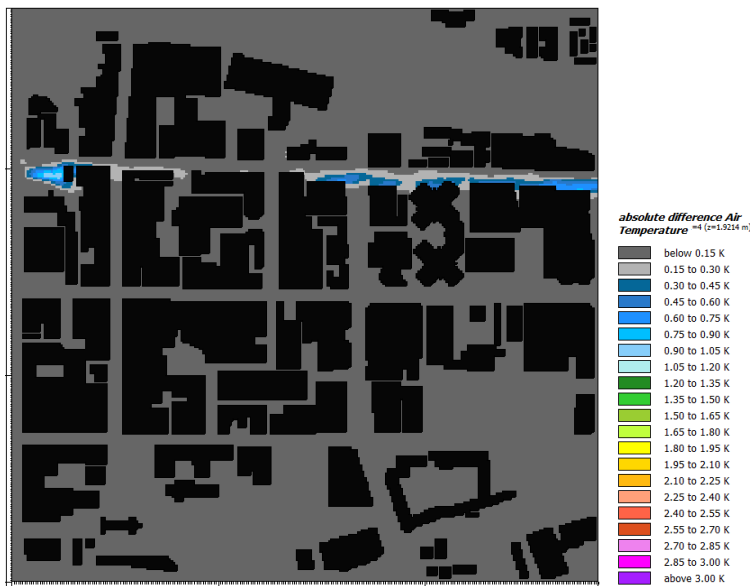 absolute difference Air
Temperature =4 (z=1.9214 m)
below 0.15 K
0.15 to 0.30 K
0.30 to 0.45 K
0.45 to 0.60 K
0.60 to 0.75 K
0.75 to 0.90 K
0.90 to 1.05 K
1.05 to 1.20 K
1.20 to 1.35 K
1.35 to 1.50 K
1.50 to 1.65 K
1.65 to 1.80 K
1.80 to 1.95 K
1.95 to 2.10 K
2.10 to 2.25 K
2.25 to 2.40 K
2.40 to 2.55 K
2.55 to 2.70 K
2.70 to 2.85 K
2.85 to 3.00 K
above 3.00 K